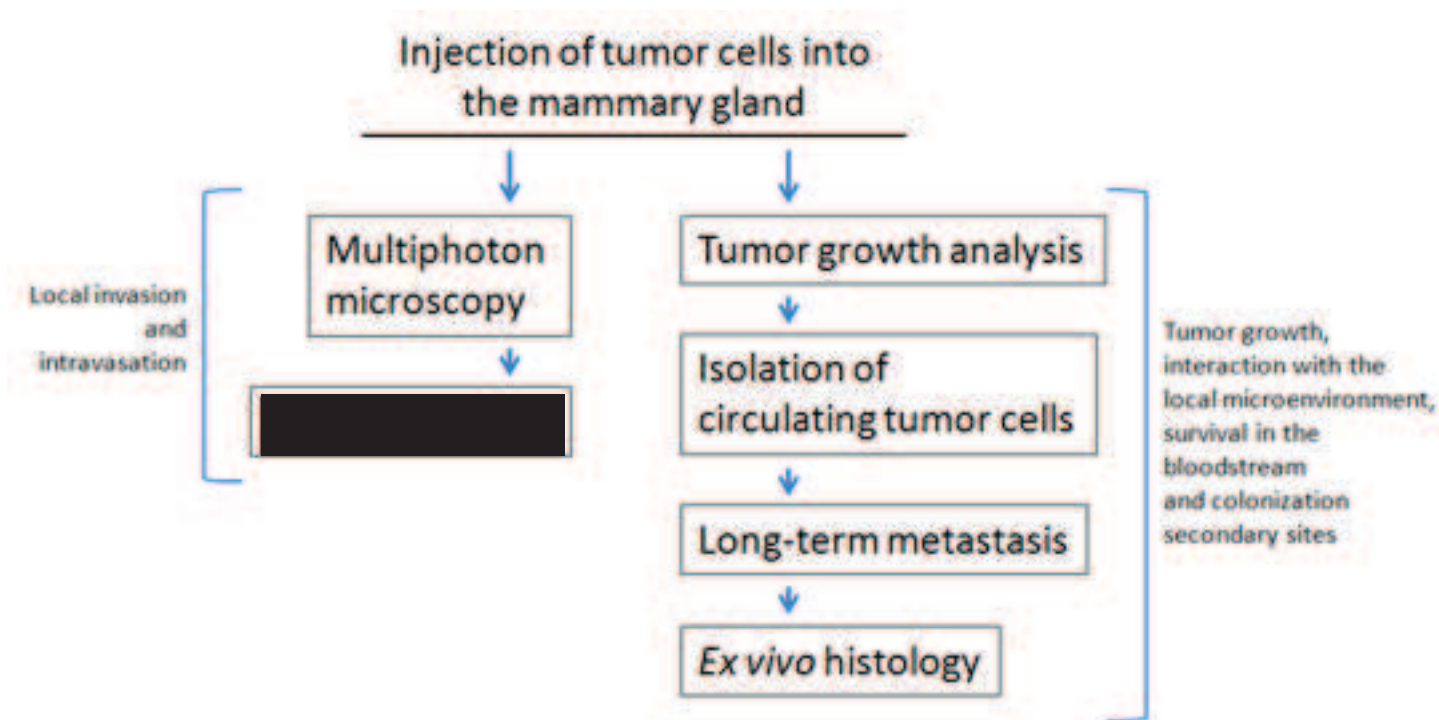 Injection of tumor cells into
the mammary gland
Local invasion
and
intravasation
Multiphoton
microscopy
Tumor growth analysis
Isolation of
circulating tumor cells
Long-term metastasis
Ex vivo histology
Tumor growth,
interaction with the
local microenvironment,
survival in the
bloodstream
and colonization
secondary sites